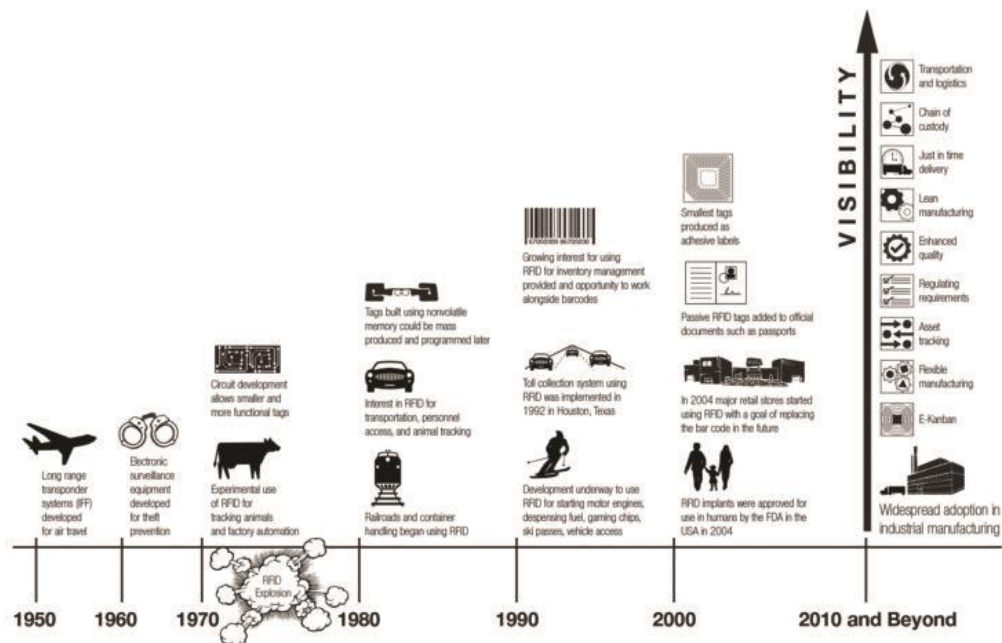 Long range
transponder
systems (IFF)
developed
for air travel
Electronic
surveillance
equipment
developed
for theft
prevention
Circuit development
allows smaller and
more functional tags
Experimental use
of RFID for
tracking animals
and factory automation
RFID
Explosion
Tags built using nonvolatile
memory could be mass
produced and programmed later
Interest in RFID for
transportation, personnel
access, and animal tracking
Railroads and container
handling began using RFID
Growing interest for using
RFID for inventory management
provided and opportunity to work
alongside barcodes
Toll collection system using
RFID was implemented in
1992 in Houston, Texas
Development underway to use
RFID for starting motor engines,
despensing fuel, gaming chips,
ski passes, vehicle access
Smallest tags
produced as
adhesive labels
Passive RFID tags added to official
documents such as passports
In 2004 major retail stores started
using RFID with a goal of replacing
the bar code in the future
RFID implants were approved for
use in humans by the FDA in the
USA in 2004
VISIBILITY
Transportation
and logistics
Chain of
custody
Just in time
delivery
Lean
manufacturing
Enhanced
quality
Regulating
requirements
Asset
tracking
Flexible
manufacturing
E-Kanban
Widespread adoption in
industrial manufacturing
1950
1960
1970
1980
1990
2000
2010 and Beyond